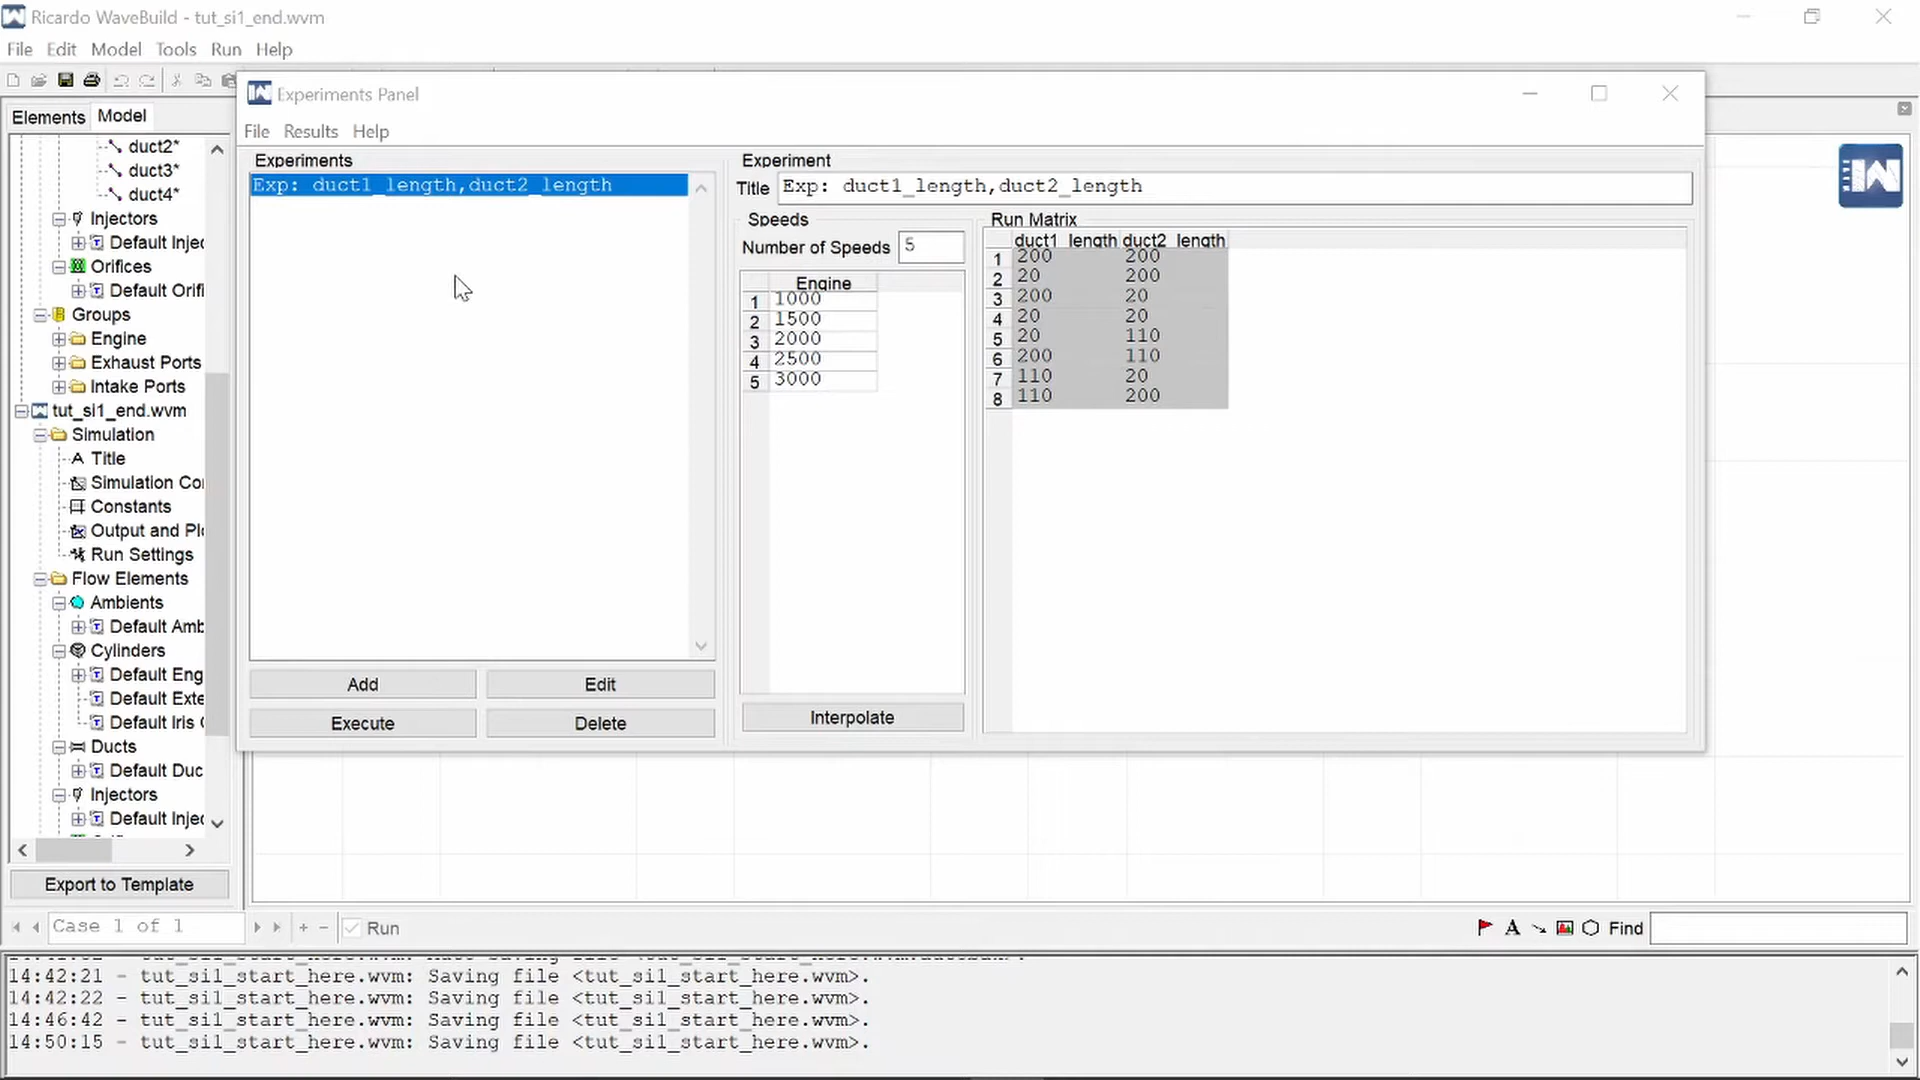 Ricardo WaveBuild - tut_si1_end.wvm
File Edit Model Tools Run Help
Experiments Panel
File Results Help
Elements Model
duct2*
duct3*
duct4*
Injectors
Default Injec
Orifices
Default Orifi
Groups
Engine
Exhaust Ports
Intake Ports
tut_si1_end.wvm
Simulation
Title
Simulation Co
Constants
Output and Pl
Run Settings
Flow Elements
Ambients
Default Amb
Cylinders
Default Eng
Default Exte
Default Iris
Ducts
Default Duc
Injectors
Default Injec
Export to Template
Experiments
Exp: duct1_length,duct2_length
Add Edit
Execute Delete
Experiment
Title Exp: duct1_length,duct2_length
Speeds
Number of Speeds 5
Engine
1 1000
2 1500
3 2000
4 2500
5 3000
Interpolate
Run Matrix
duct1_length duct2_length
1 200 200
2 20 200
3 200 20
4 20 20
5 20 110
6 200 110
7 110 20
8 110 200
Case 1 of 1 + - Run
A Find
14:42:21 - tut_si1_start_here.wvm: Saving file <tut_si1_start_here.wvm>.
14:42:22 - tut_si1_start_here.wvm: Saving file <tut_si1_start_here.wvm>.
14:46:42 - tut_si1_start_here.wvm: Saving file <tut_si1_start_here.wvm>.
14:50:15 - tut_si1_start_here.wvm: Saving file <tut_si1_start_here.wvm>.